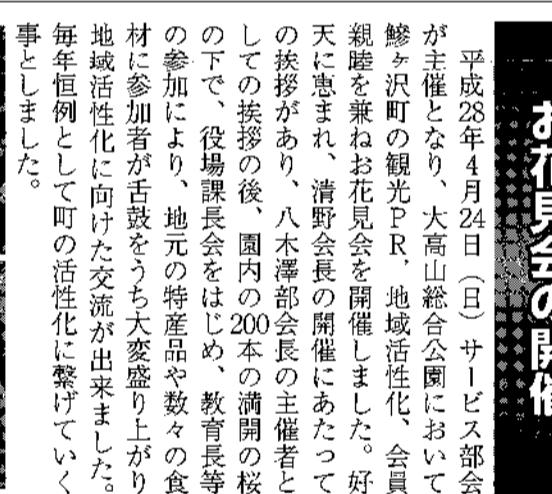 お花見会の開催
平成28年4月24日（日）サービス部会
が主催となり、大高山総合公園において
鰺ヶ沢町の観光ＰＲ、地域活性化、会員
親睦を兼ねお花見会を開催しました。好
天に恵まれ、清野会長の開催にあたって
の挨拶があり、八木澤部会長の主催者と
しての挨拶の後、園内の200本の満開の桜
の下で、役場課長会をはじめ、教育長等
の参加により、地元の特産品や数々の食
材に参加者が舌鼓をうち大変盛り上がり
地域活性化に向けた交流が出来ました。
毎年恒例として町の活性化に繋げていく
事としました。